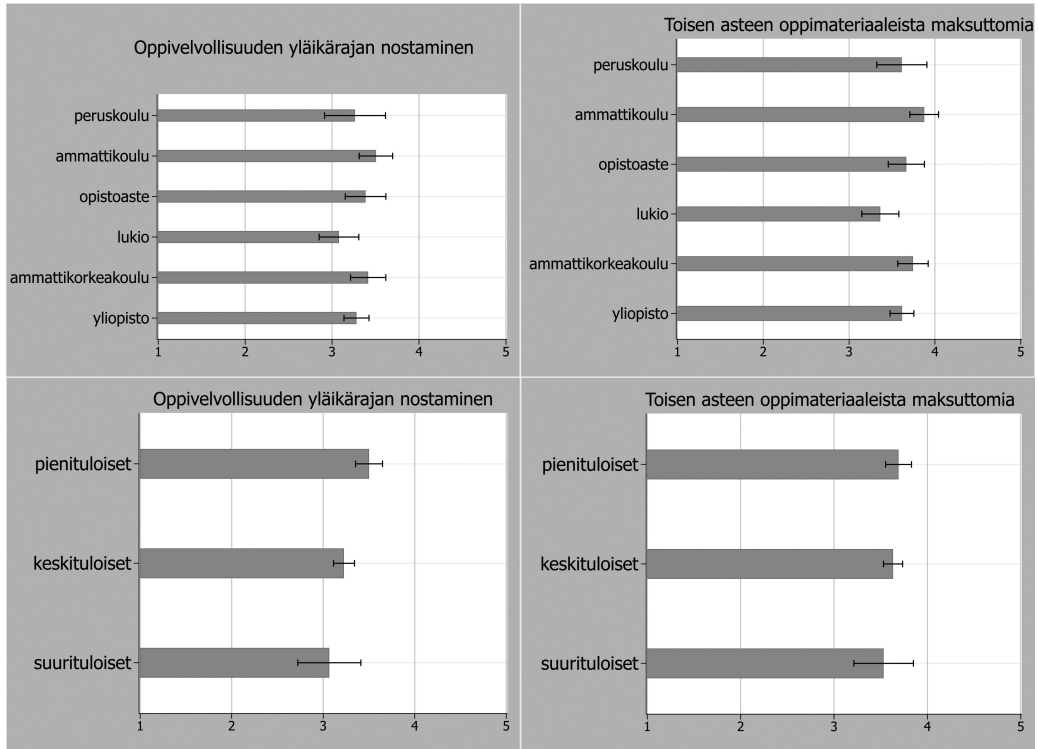 Oppivelvollisuuden yläikärajan nostaminen
peruskoulu
ammattikoulu
opistoaste
lukio
ammattikorkeakoulu
yliopisto
1 2 3 4 5
Toisen asteen oppimateriaaleista maksuttomia
peruskoulu
ammattikoulu
opistoaste
lukio
ammattikorkeakoulu
yliopisto
1 2 3 4 5
Oppivelvollisuuden yläikärajan nostaminen
pienituloiset
keskituloiset
suurituloiset
1 2 3 4 5
Toisen asteen oppimateriaaleista maksuttomia
pienituloiset
keskituloiset
suurituloiset
1 2 3 4 5